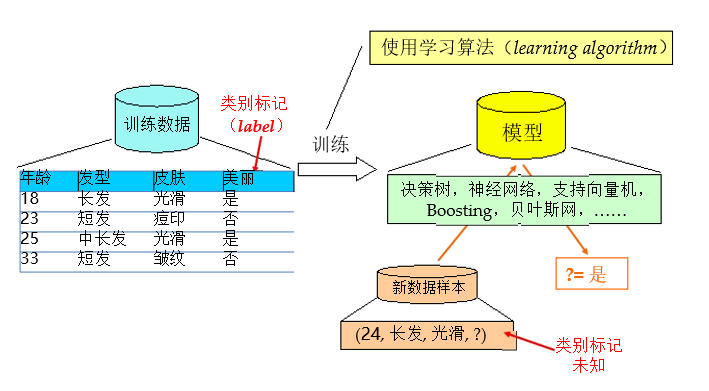 使用学习算法（learning algorithm）
训练数据
类别标记
（label）
训练
模型
年龄 发型 皮肤 美丽
18 长发 光滑 是
23 短发 痘印 否
25 中长发 光滑 是
33 短发 皱纹 否
决策树，神经网络，支持向量机，
Boosting，贝叶斯网，……
?= 是
新数据样本
(24, 长发, 光滑, ?)
类别标记
未知